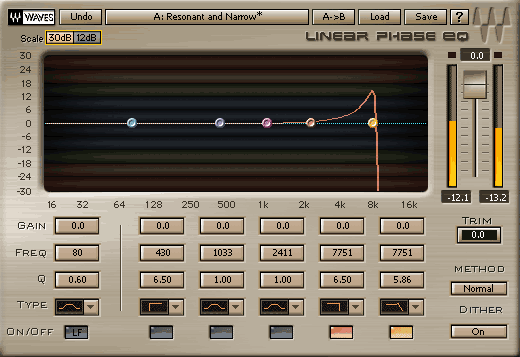 WAVES Undo A: Resonant and Narrow* A->B Load Save ?
Scale 30dB 12dB LINEAR PHASE EQ
0.0
30
24
18
12
6
0
-6
-12
-18
-24
-30
16 32 64 128 250 500 1k 2k 4k 8k 16k
-12.1 -13.2
GAIN 0.0 0.0 0.0 0.0 0.0 0.0
TRIM
0.0
FREQ 80 430 1033 2411 7751 7751
Q 0.60 6.50 1.00 1.00 6.50 5.86
METHOD
Normal
TYPE
DITHER
On
ON/OFF LF